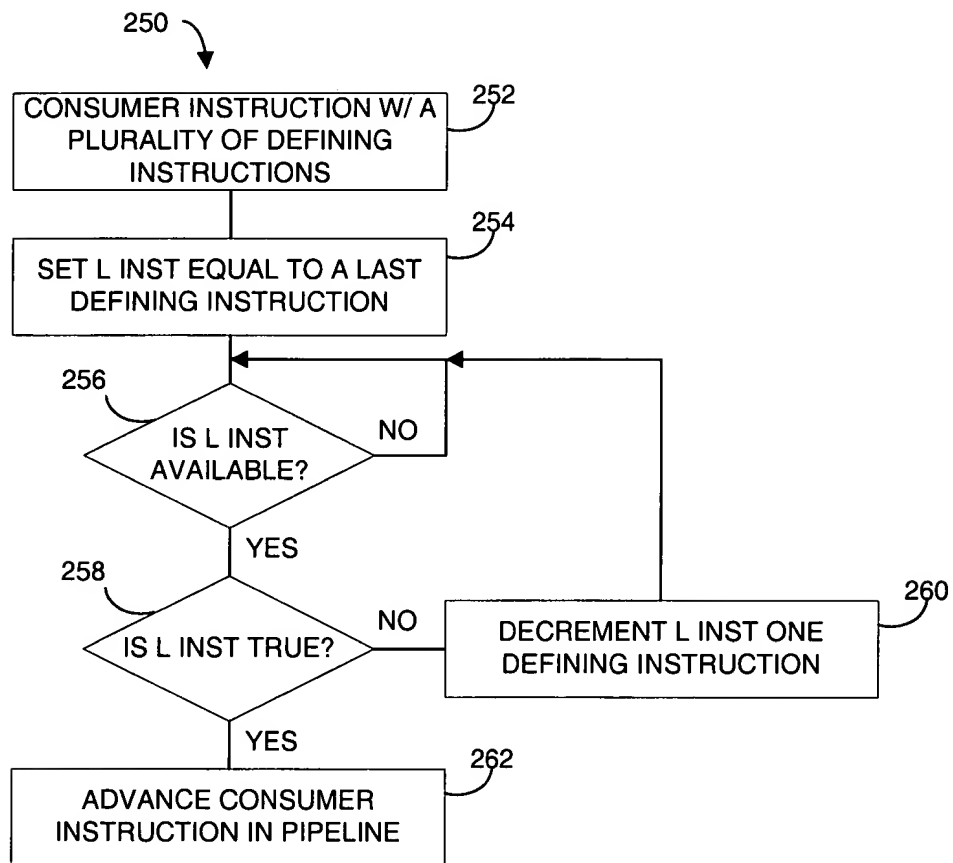 250
CONSUMER INSTRUCTION W/ A
PLURALITY OF DEFINING
INSTRUCTIONS
252
SET L INST EQUAL TO A LAST
DEFINING INSTRUCTION
254
256
IS L INST
AVAILABLE?
NO
YES
258
IS L INST TRUE?
NO
260
DECREMENT L INST ONE
DEFINING INSTRUCTION
YES
262
ADVANCE CONSUMER
INSTRUCTION IN PIPELINE